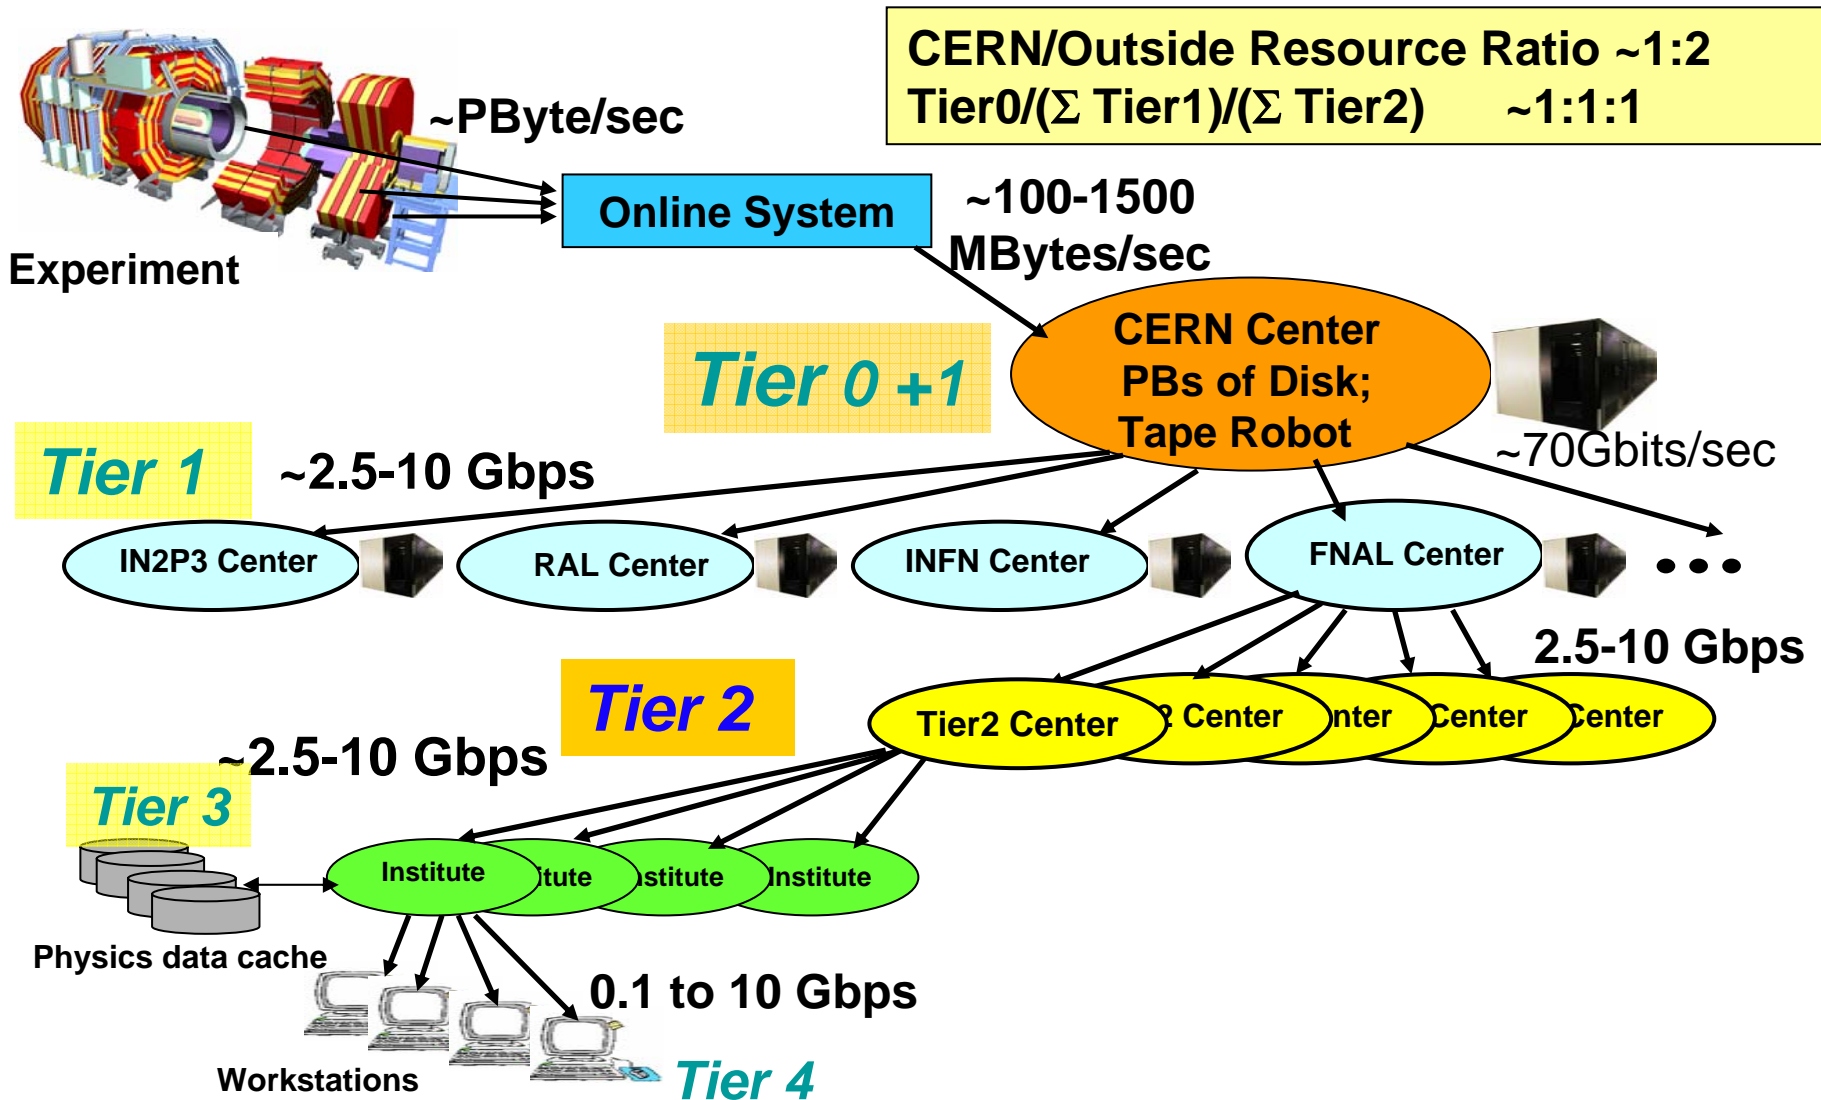 CERN/Outside Resource Ratio ~1:2
Tier0/(Σ Tier1)/(Σ Tier2) ~1:1:1
~PByte/sec
Online System
~100-1500
MBytes/sec
Experiment
CERN Center
PBs of Disk;
Tape Robot
Tier 0 +1
Tier 1
~2.5-10 Gbps
~70Gbits/sec
IN2P3 Center
RAL Center
INFN Center
FNAL Center
2.5-10 Gbps
Tier 2
Tier2 Center
2 Center
nter
Center
Center
~2.5-10 Gbps
Tier 3
Institute
itute
stitute
Institute
Physics data cache
0.1 to 10 Gbps
Workstations
Tier 4